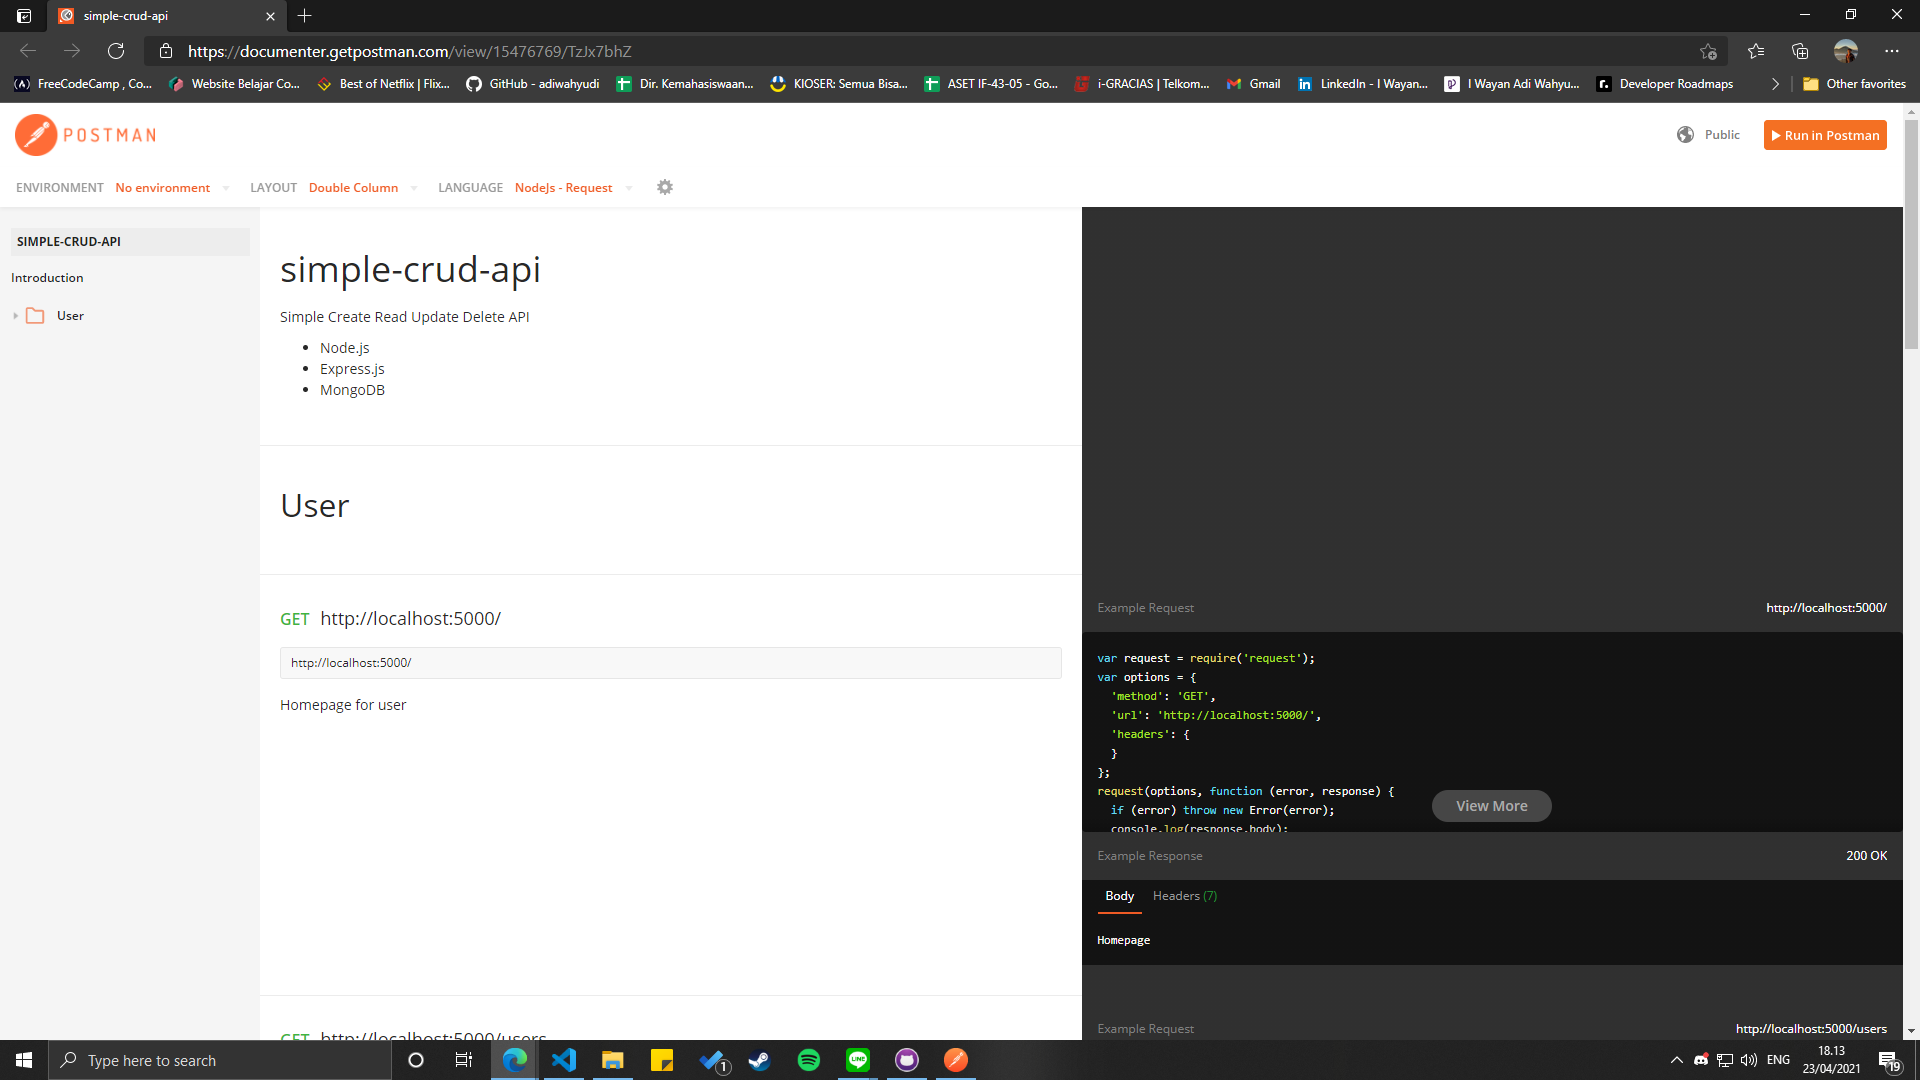 simple-crud-api
https://documenter.getpostman.com/view/15476769/TzJx7bhZ
FreeCodeCamp , Co...
Website Belajar Co...
Best of Netflix | Flix...
GitHub - adiwahyudi
Dir. Kemahasiswaan...
KIOSER: Semua Bisa...
ASET IF-43-05 - Go...
i-GRACIAS | Telkom...
Gmail
LinkedIn - I Wayan...
I Wayan Adi Wahyu...
Developer Roadmaps
Other favorites
POSTMAN
Public
Run in Postman
ENVIRONMENT No environment LAYOUT Double Column LANGUAGE NodeJs - Request
SIMPLE-CRUD-API
Introduction
User
simple-crud-api
Simple Create Read Update Delete API
Node.js
Express.js
MongoDB
User
GET http://localhost:5000/
http://localhost:5000/
Homepage for user
GET http://localhost:5000/users
Example Request http://localhost:5000/
var request = require('request');
var options = {
'method': 'GET',
'url': 'http://localhost:5000/',
'headers': {
}
};
request(options, function (error, response) {
if (error) throw new Error(error);
console.log(response.body);
View More
Example Response 200 OK
Body Headers (7)
Homepage
Example Request http://localhost:5000/users
Type here to search
1
LINE
ENG
18.13
23/04/2021
19